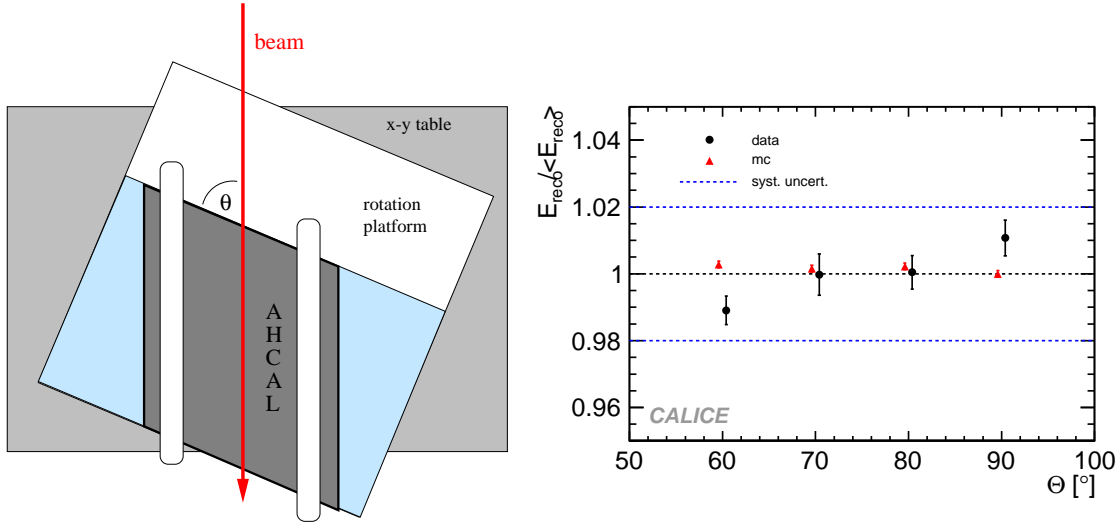 beam
x-y table
θ
rotation
platform
A
H
C
A
L
E_reco/<E_reco>
1.04
1.02
1
0.98
0.96
data
mc
syst. uncert.
CALICE
50 60 70 80 90 100
Θ [°]